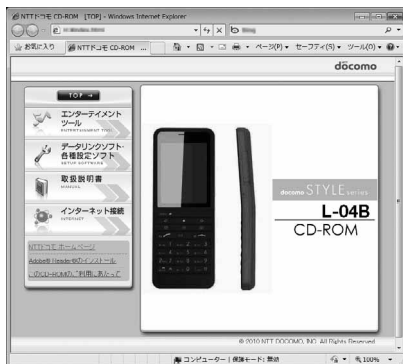 NTTドコモ CD-ROM [TOP] - Windows Internet Explorer
お気に入り
NTTドコモ CD-ROM ...
ページ(P)
セーフティ(S)
ツール(O)
döcomo
TOP
エンターテイメント
ツール
ENTERTAINMENT TOOL
データリンクソフト・
各種設定ソフト
SETUP SOFTWARE
取扱説明書
MANUAL
インターネット接続
INTERNET
NTTドコモ ホームページ
Adobe® Reader®のインストール
このCD-ROMのご利用にあたって
docomo STYLE series
L-04B
CD-ROM
© 2010 NTT DOCOMO, INC. All Rights Reserved.
コンピューター | 保護モード: 無効
100%